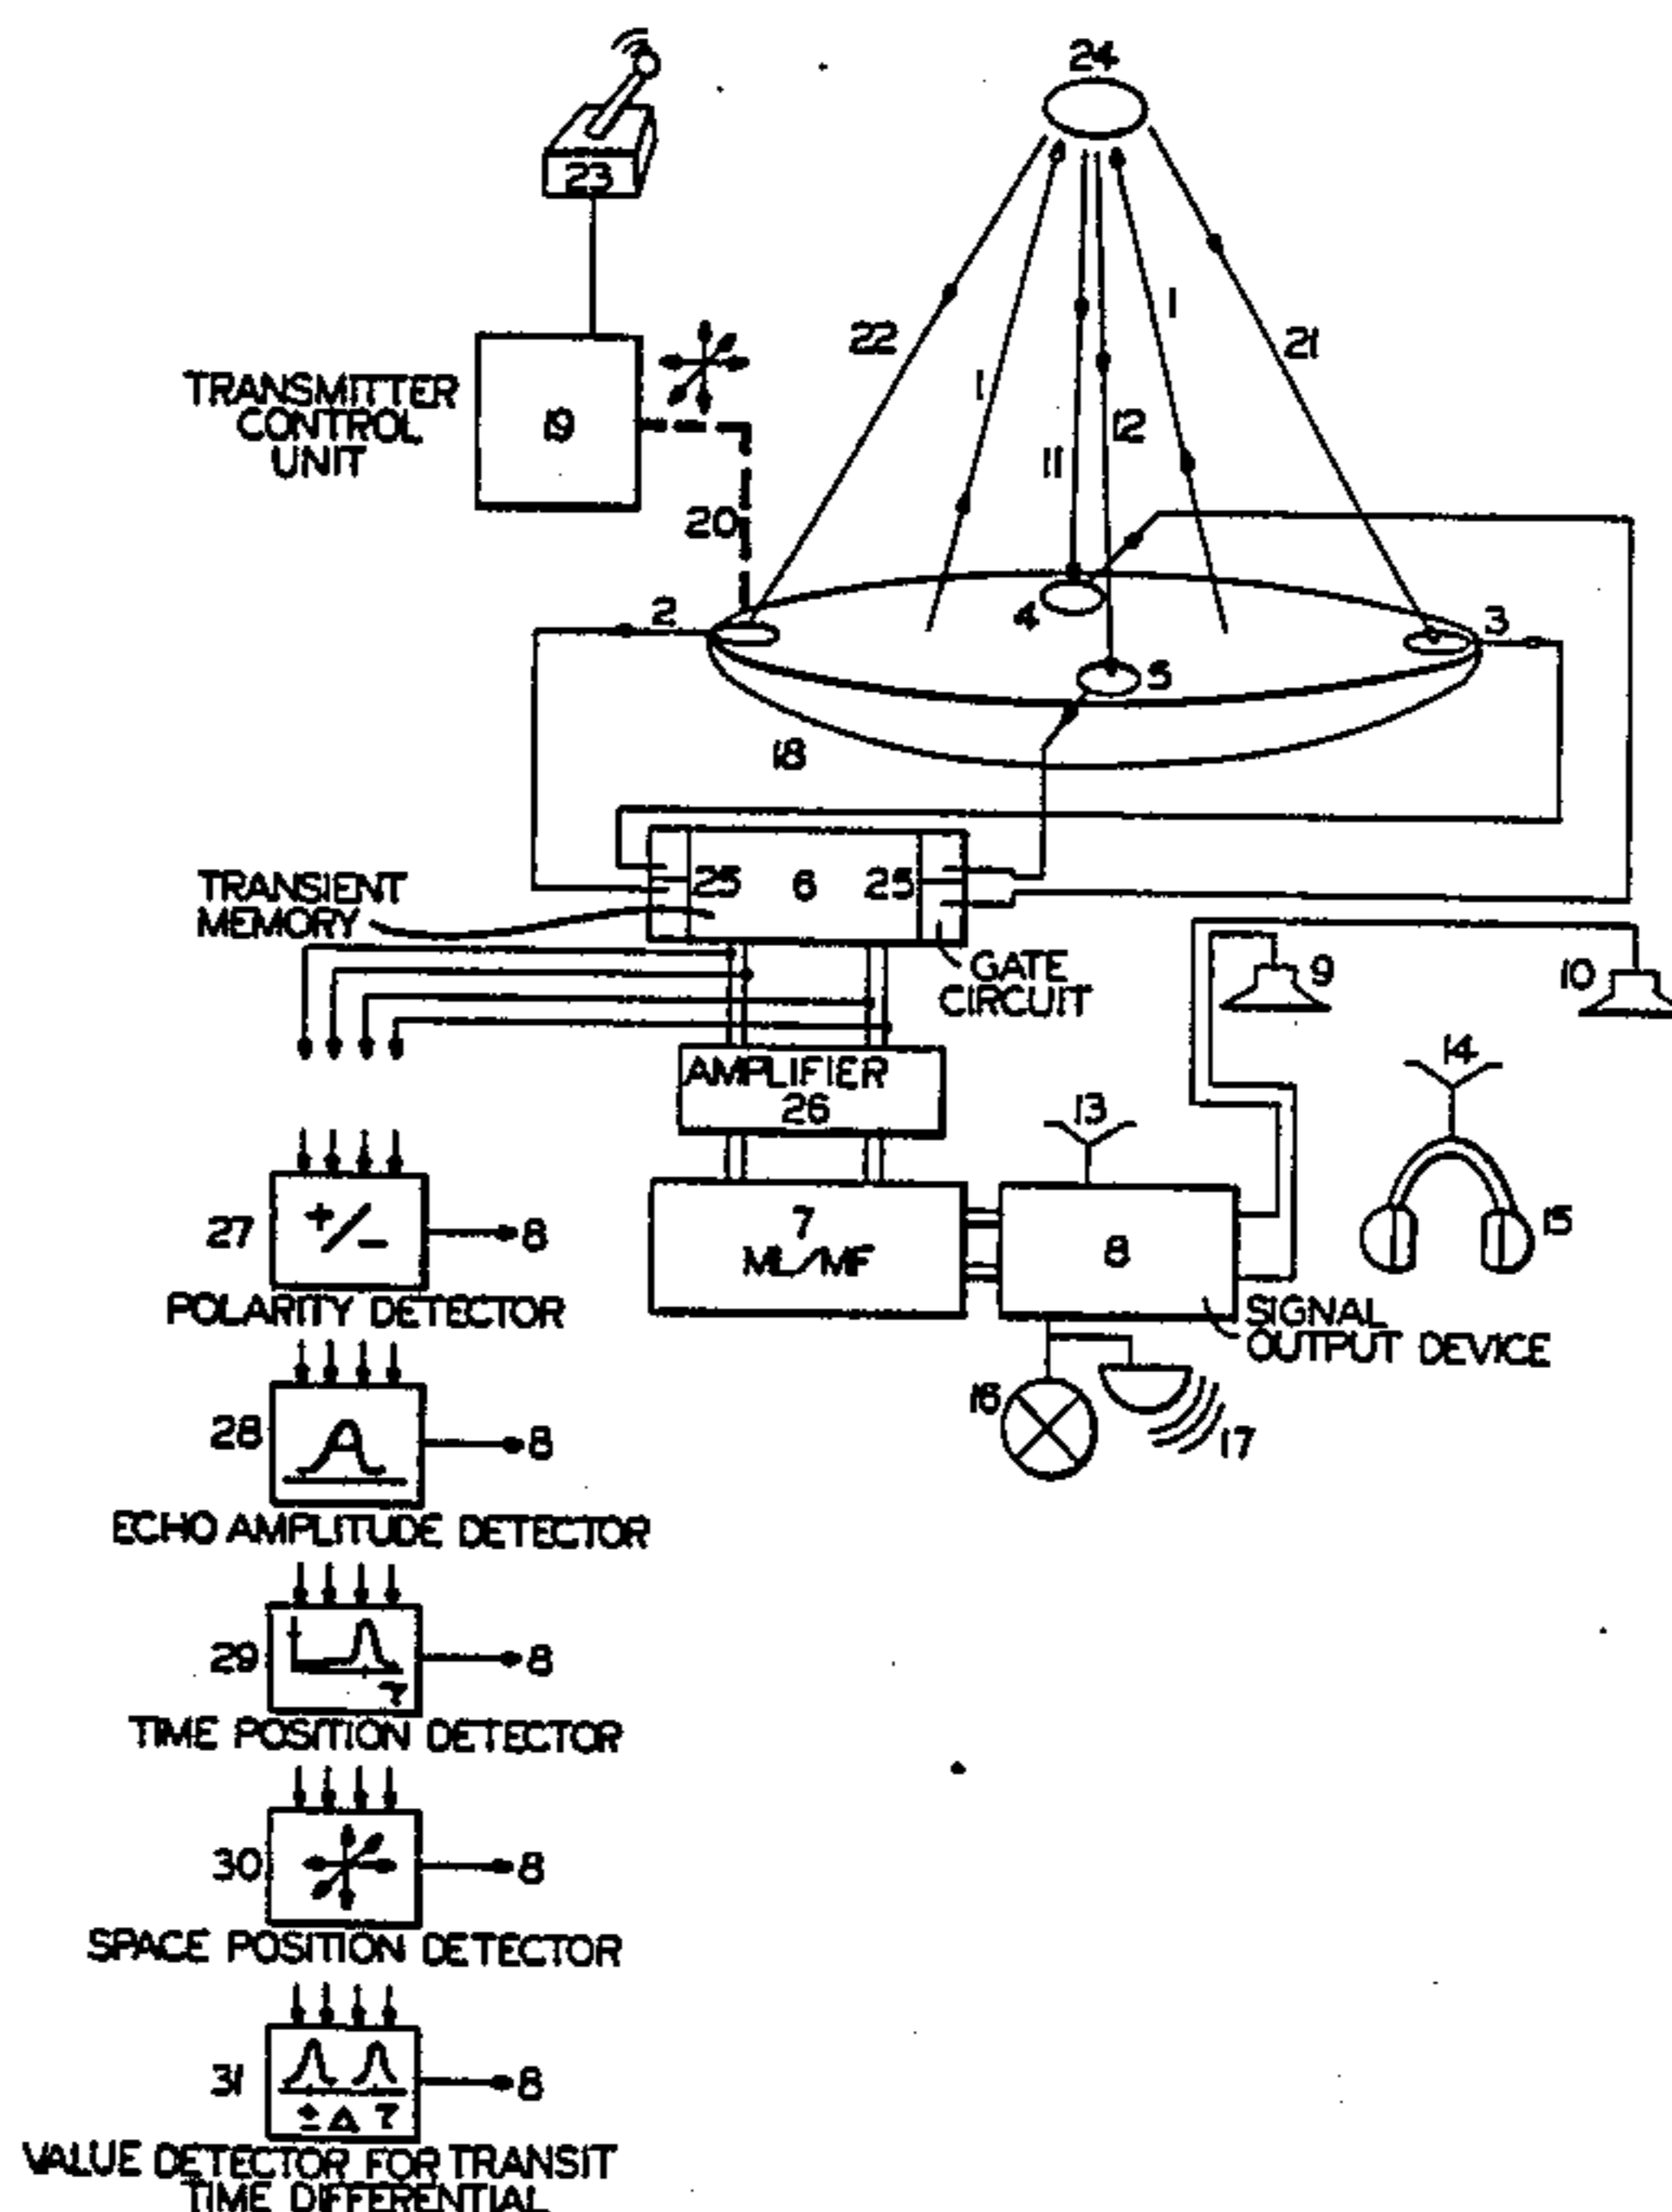 24
23
22
1
1
21
TRANSMITTER
CONTROL
UNIT
19
11
12
20
2
4
3
5
18
TRANSIENT
MEMORY
25
6
25
GATE
CIRCUIT
9
10
AMPLIFIER
26
14
13
27
+/-
8
7
ML/MF
8
15
POLARITY DETECTOR
SIGNAL
OUTPUT DEVICE
28
8
16
17
ECHO AMPLITUDE DETECTOR
29
8
τ
TIME POSITION DETECTOR
30
8
SPACE POSITION DETECTOR
31
8
± Δ τ
VALUE DETECTOR FOR TRANSIT
TIME DIFFERENTIAL